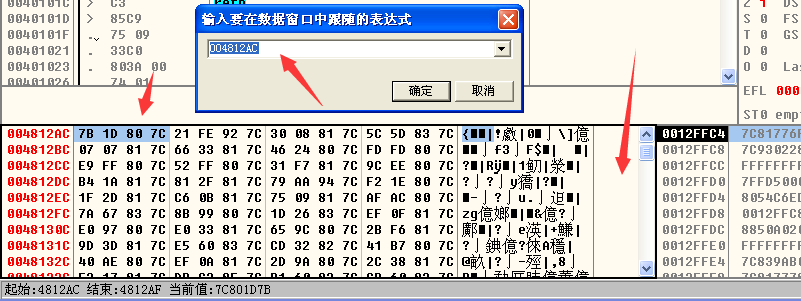 0040101C > C3 retn
0040101D > 85C9
0040101F .⌄ 75 09
00401021 . 33C0
00401023 . 803A 00
00401026 . 74 01
输入要在数据窗口中跟随的表达式
004812AC
确定 取消
Z 1 DS
S 0 FS
T 0 GS
D 0
O 0 Las
EFL 000
ST0 empt
004812AC 7B 1D 80 7C 21 FE 92 7C 30 08 81 7C 5C 5D 83 7C
004812BC 07 07 81 7C 66 33 81 7C 46 24 80 7C FD FD 80 7C
004812CC E9 FF 80 7C 52 FF 80 7C 31 F7 81 7C 9C EE 80 7C
004812DC B4 1A 81 7C 81 2F 81 7C 79 AA 94 7C F2 1E 80 7C
004812EC 1F 2D 81 7C C6 0B 81 7C 75 09 81 7C AF AC 80 7C
004812FC 7A 67 83 7C 8B 99 80 7C 1D 26 83 7C EF 0F 81 7C
0048130C E0 97 80 7C E0 33 81 7C 65 9C 80 7C 2B F6 81 7C
0048131C 9D 3D 81 7C E5 60 83 7C CD 32 82 7C 41 B7 80 7C
0048132C 40 AE 80 7C EF 0A 81 7C 2D 9A 80 7C 2C 38 81 7C
0012FFC4 7C81776F
0012FFC8 7C930228
0012FFCC FFFFFFFF
0012FFD0 7FFD5000
0012FFD4 8054C6ED
0012FFD8 0012FFC8
0012FFDC 8850A020
0012FFE0 FFFFFFFF
0012FFE4 7C839AB0
起始:4812AC 结束:4812AF 当前值:7C801D7B